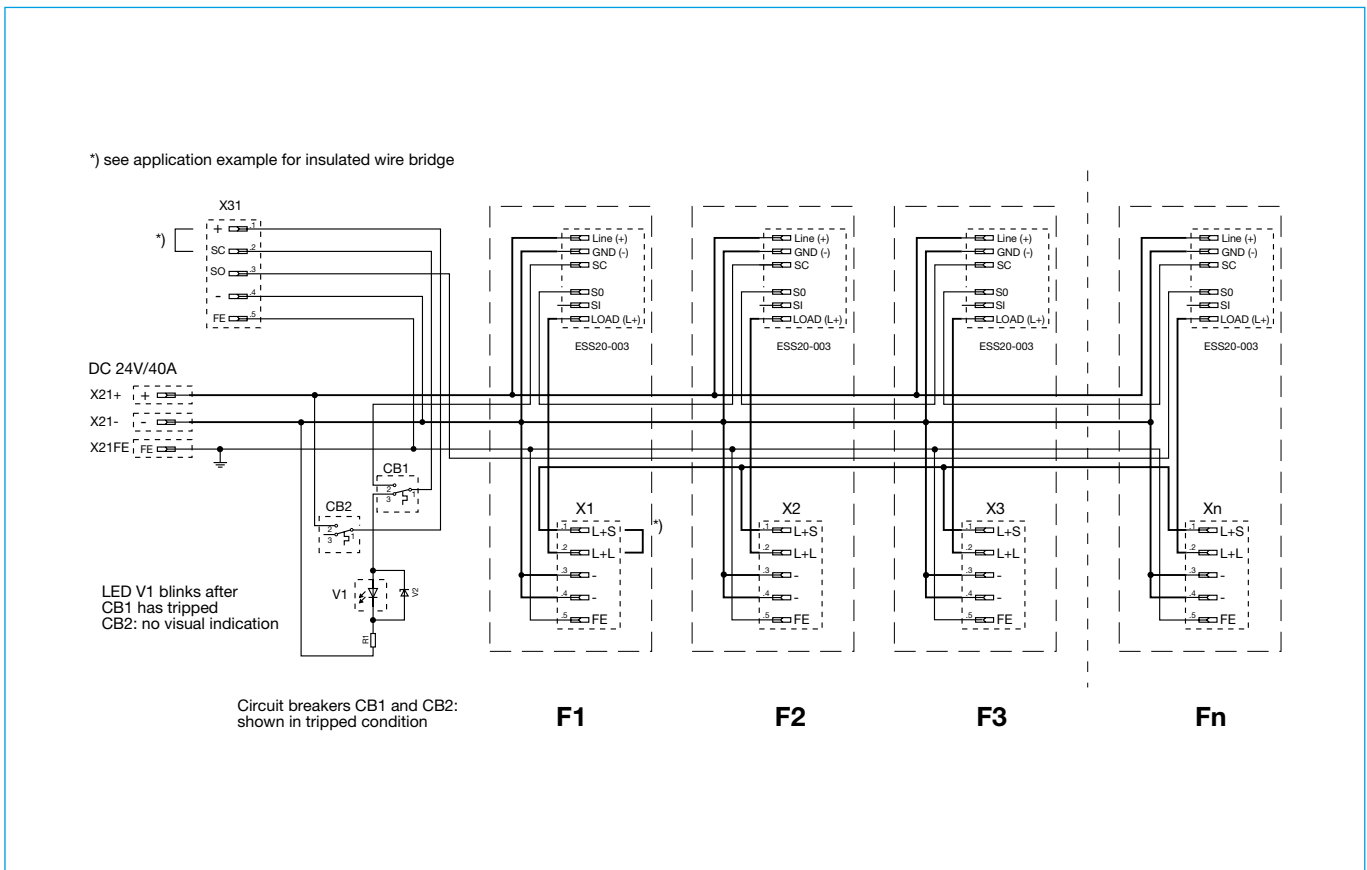 *) see application example for insulated wire bridge
X31
*)
+ .1
SC .2
SO .3
- .4
FE .5
DC 24V/40A
X21+ +
X21- -
X21FE FE
CB1
2
3
1
CB2
2
3
1
V1
V2
R1
LED V1 blinks after
CB1 has tripped
CB2: no visual indication
Circuit breakers CB1 and CB2:
shown in tripped condition
Line (+)
GND (-)
SC
S0
SI
LOAD (L+)
ESS20-003
X1
.1 L+S
.2 L+L
.3 -
.4 -
.5 FE
*)
F1
Line (+)
GND (-)
SC
S0
SI
LOAD (L+)
ESS20-003
X2
.1 L+S
.2 L+L
.3 -
.4 -
.5 FE
F2
Line (+)
GND (-)
SC
S0
SI
LOAD (L+)
ESS20-003
X3
.1 L+S
.2 L+L
.3 -
.4 -
.5 FE
F3
Line (+)
GND (-)
SC
S0
SI
LOAD (L+)
ESS20-003
Xn
.1 L+S
.2 L+L
.3 -
.4 -
.5 FE
Fn